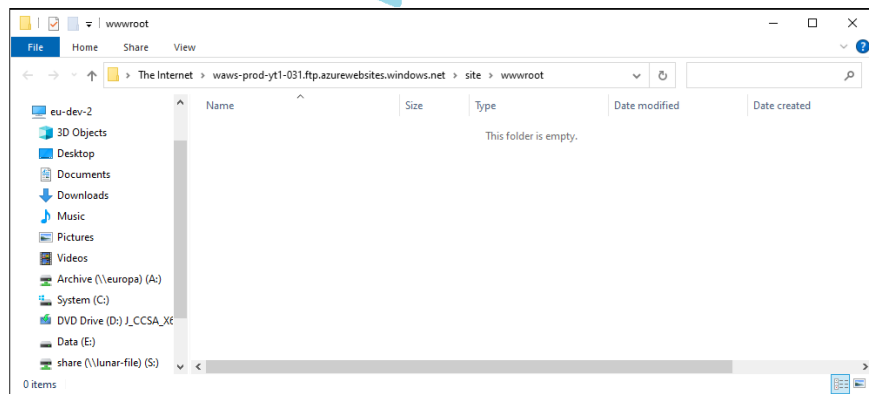 wwwroot
File Home Share View
The Internet > waws-prod-yt1-031.ftp.azurewebsites.windows.net > site > wwwroot
Name Size Type Date modified Date created
This folder is empty.
eu-dev-2
3D Objects
Desktop
Documents
Downloads
Music
Pictures
Videos
Archive (\\europa) (A:)
System (C:)
DVD Drive (D:) J_CCSA_X6
Data (E:)
share (\\lunar-file) (S:)
0 items